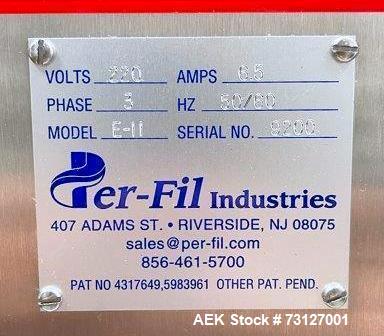 VOLTS 220 AMPS 6.5
PHASE 3 HZ 50/60
MODEL E-11 SERIAL NO. 9200
Per-Fil Industries
407 ADAMS ST. • RIVERSIDE, NJ 08075
sales@per-fil.com
856-461-5700
PAT NO 4317649,5983961 OTHER PAT. PEND.
AEK Stock # 73127001